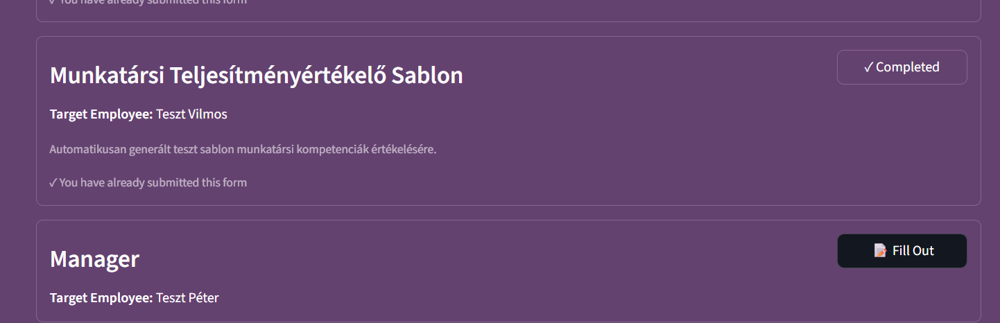 ✓ You have already submitted this form
Munkatársi Teljesítményértékelő Sablon
✓ Completed
Target Employee: Teszt Vilmos
Automatikusan generált teszt sablon munkatársi kompetenciák értékelésére.
✓ You have already submitted this form
Manager
📝 Fill Out
Target Employee: Teszt Péter